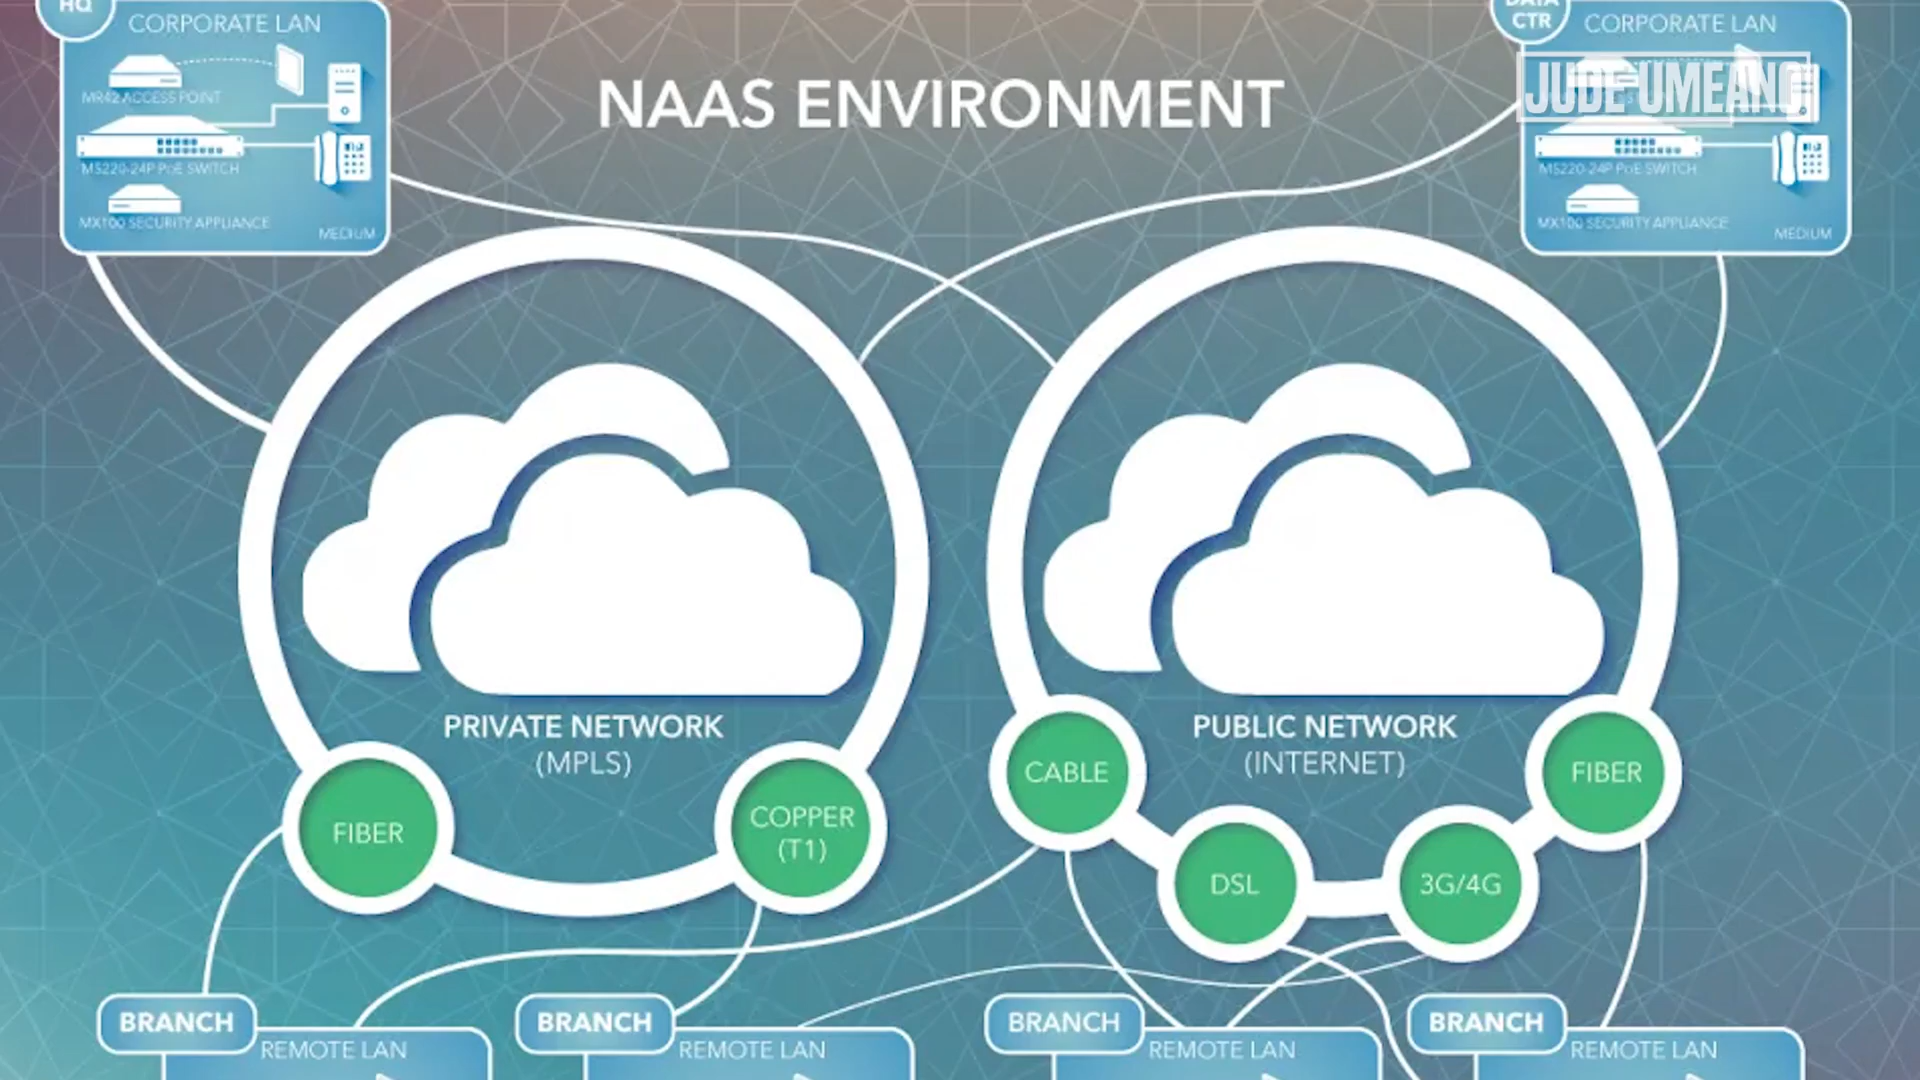 HQ
CORPORATE LAN
MR42 ACCESS POINT
MS220-24P PoE SWITCH
MX100 SECURITY APPLIANCE
MEDIUM
NAAS ENVIRONMENT
DATA
CTR
CORPORATE LAN
JUDE UMEANO
MS220-24P PoE SWITCH
MX100 SECURITY APPLIANCE
MEDIUM
PRIVATE NETWORK
(MPLS)
FIBER
COPPER
(T1)
PUBLIC NETWORK
(INTERNET)
CABLE
DSL
3G/4G
FIBER
BRANCH
REMOTE LAN
BRANCH
REMOTE LAN
BRANCH
REMOTE LAN
BRANCH
REMOTE LAN